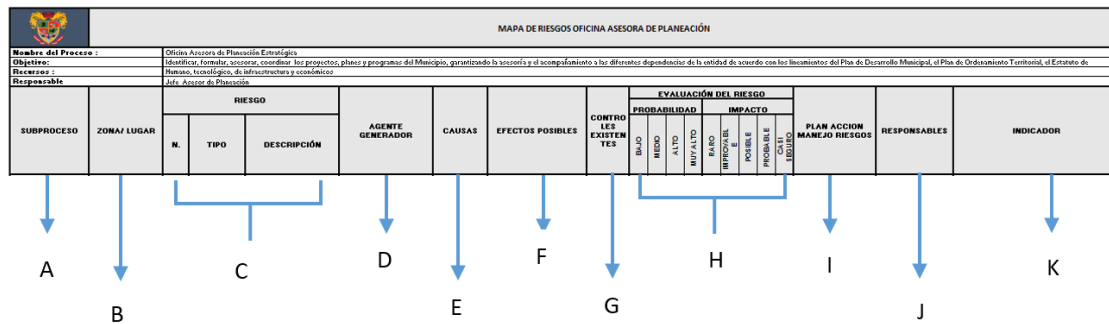 MAPA DE RIESGOS OFICINA ASESORA DE PLANEACIÓN
Nombre del Proceso : Oficina Asesora de Planeación Estratégica
Objetivo: Identificar, formular, asesorar, coordinar los proyectos, planes y programas del Municipio, garantizando la asesoría y el acompañamiento a las diferentes dependencias de la entidad de acuerdo con los lineamientos del Plan de Desarrollo Municipal, el Plan de Ordenamiento Territorial, el Estatuto de
Recursos : Humano, tecnológico, de infraestructura y económicos
Responsable Jefe Asesor de Planeación
SUBPROCESO
ZONA/ LUGAR
RIESGO
N.
TIPO
DESCRIPCIÓN
AGENTE
GENERADOR
CAUSAS
EFECTOS POSIBLES
CONTRO
LES
EXISTEN
TES
EVALUACIÓN DEL RIESGO
PROBABILIDAD
IMPACTO
BAJO
MEDIO
ALTO
MUY ALTO
RARO
IMPROVABL
E
POSIBLE
PROBABLE
CASI
SEGURO
PLAN ACCION
MANEJO RIESGOS
RESPONSABLES
INDICADOR
A
B
C
D
E
F
G
H
I
J
K